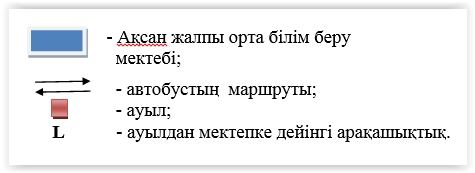 - Ақсан жалпы орта білім беру
мектебі;
- автобустың маршруты;
- ауыл;
L - ауылдан мектепке дейінгі арақашықтық.